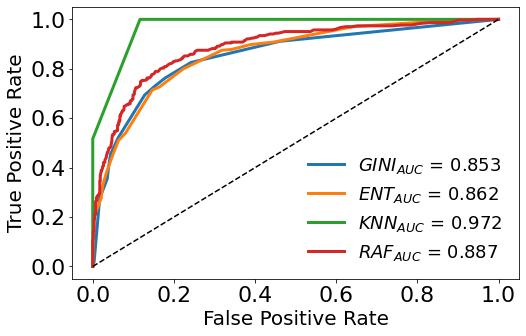 1.0
0.8
0.6
0.4
0.2
0.0
True Positive Rate
GINI_AUC = 0.853
ENT_AUC = 0.862
KNN_AUC = 0.972
RAF_AUC = 0.887
0.0 0.2 0.4 0.6 0.8 1.0
False Positive Rate